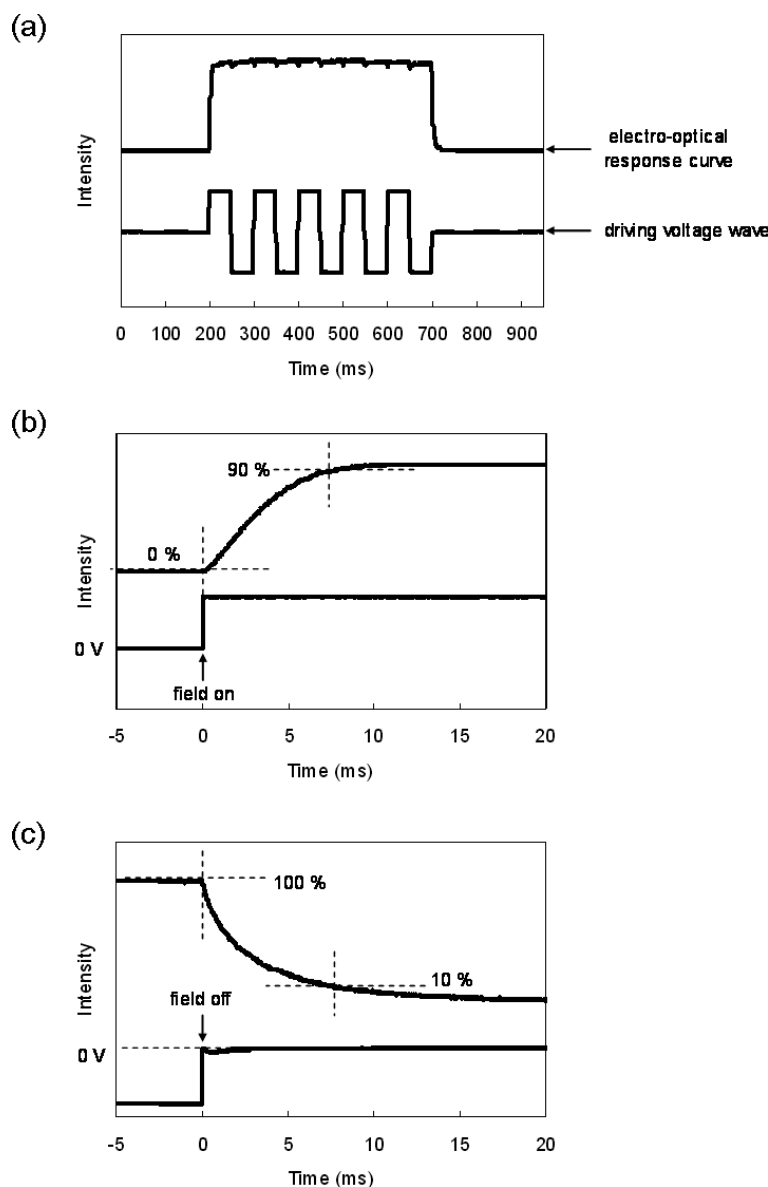 (a)
Intensity
electro-optical
response curve
driving voltage wave
0 100 200 300 400 500 600 700 800 900
Time (ms)
(b)
Intensity
90 %
0 %
0 V
field on
-5 0 5 10 15 20
Time (ms)
(c)
Intensity
100 %
10 %
field off
0 V
-5 0 5 10 15 20
Time (ms)